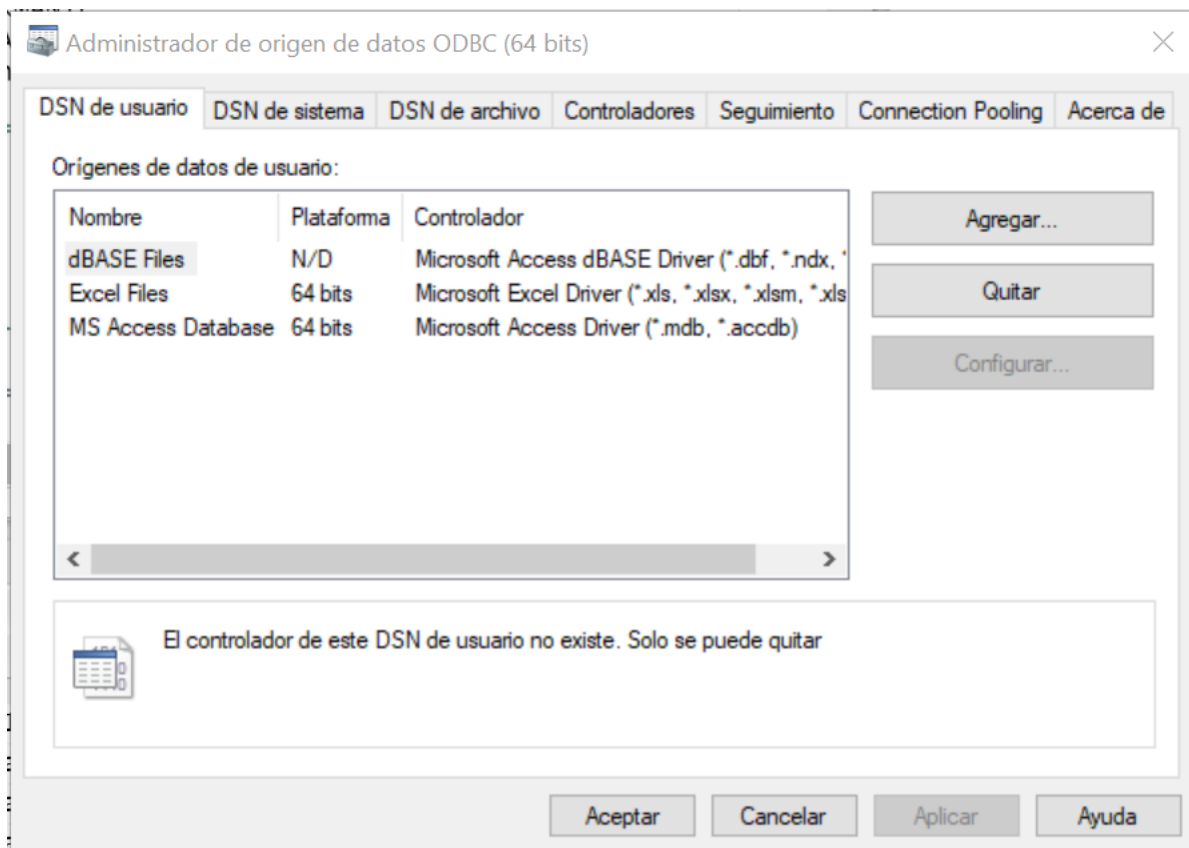 Administrador de origen de datos ODBC (64 bits)
DSN de usuario DSN de sistema DSN de archivo Controladores Seguimiento Connection Pooling Acerca de
Orígenes de datos de usuario:
Nombre Plataforma Controlador
dBASE Files N/D Microsoft Access dBASE Driver (*.dbf, *.ndx, *
Excel Files 64 bits Microsoft Excel Driver (*.xls, *.xlsx, *.xlsm, *.xls
MS Access Database 64 bits Microsoft Access Driver (*.mdb, *.accdb)
Agregar...
Quitar
Configurar...
El controlador de este DSN de usuario no existe. Solo se puede quitar
Aceptar Cancelar Aplicar Ayuda